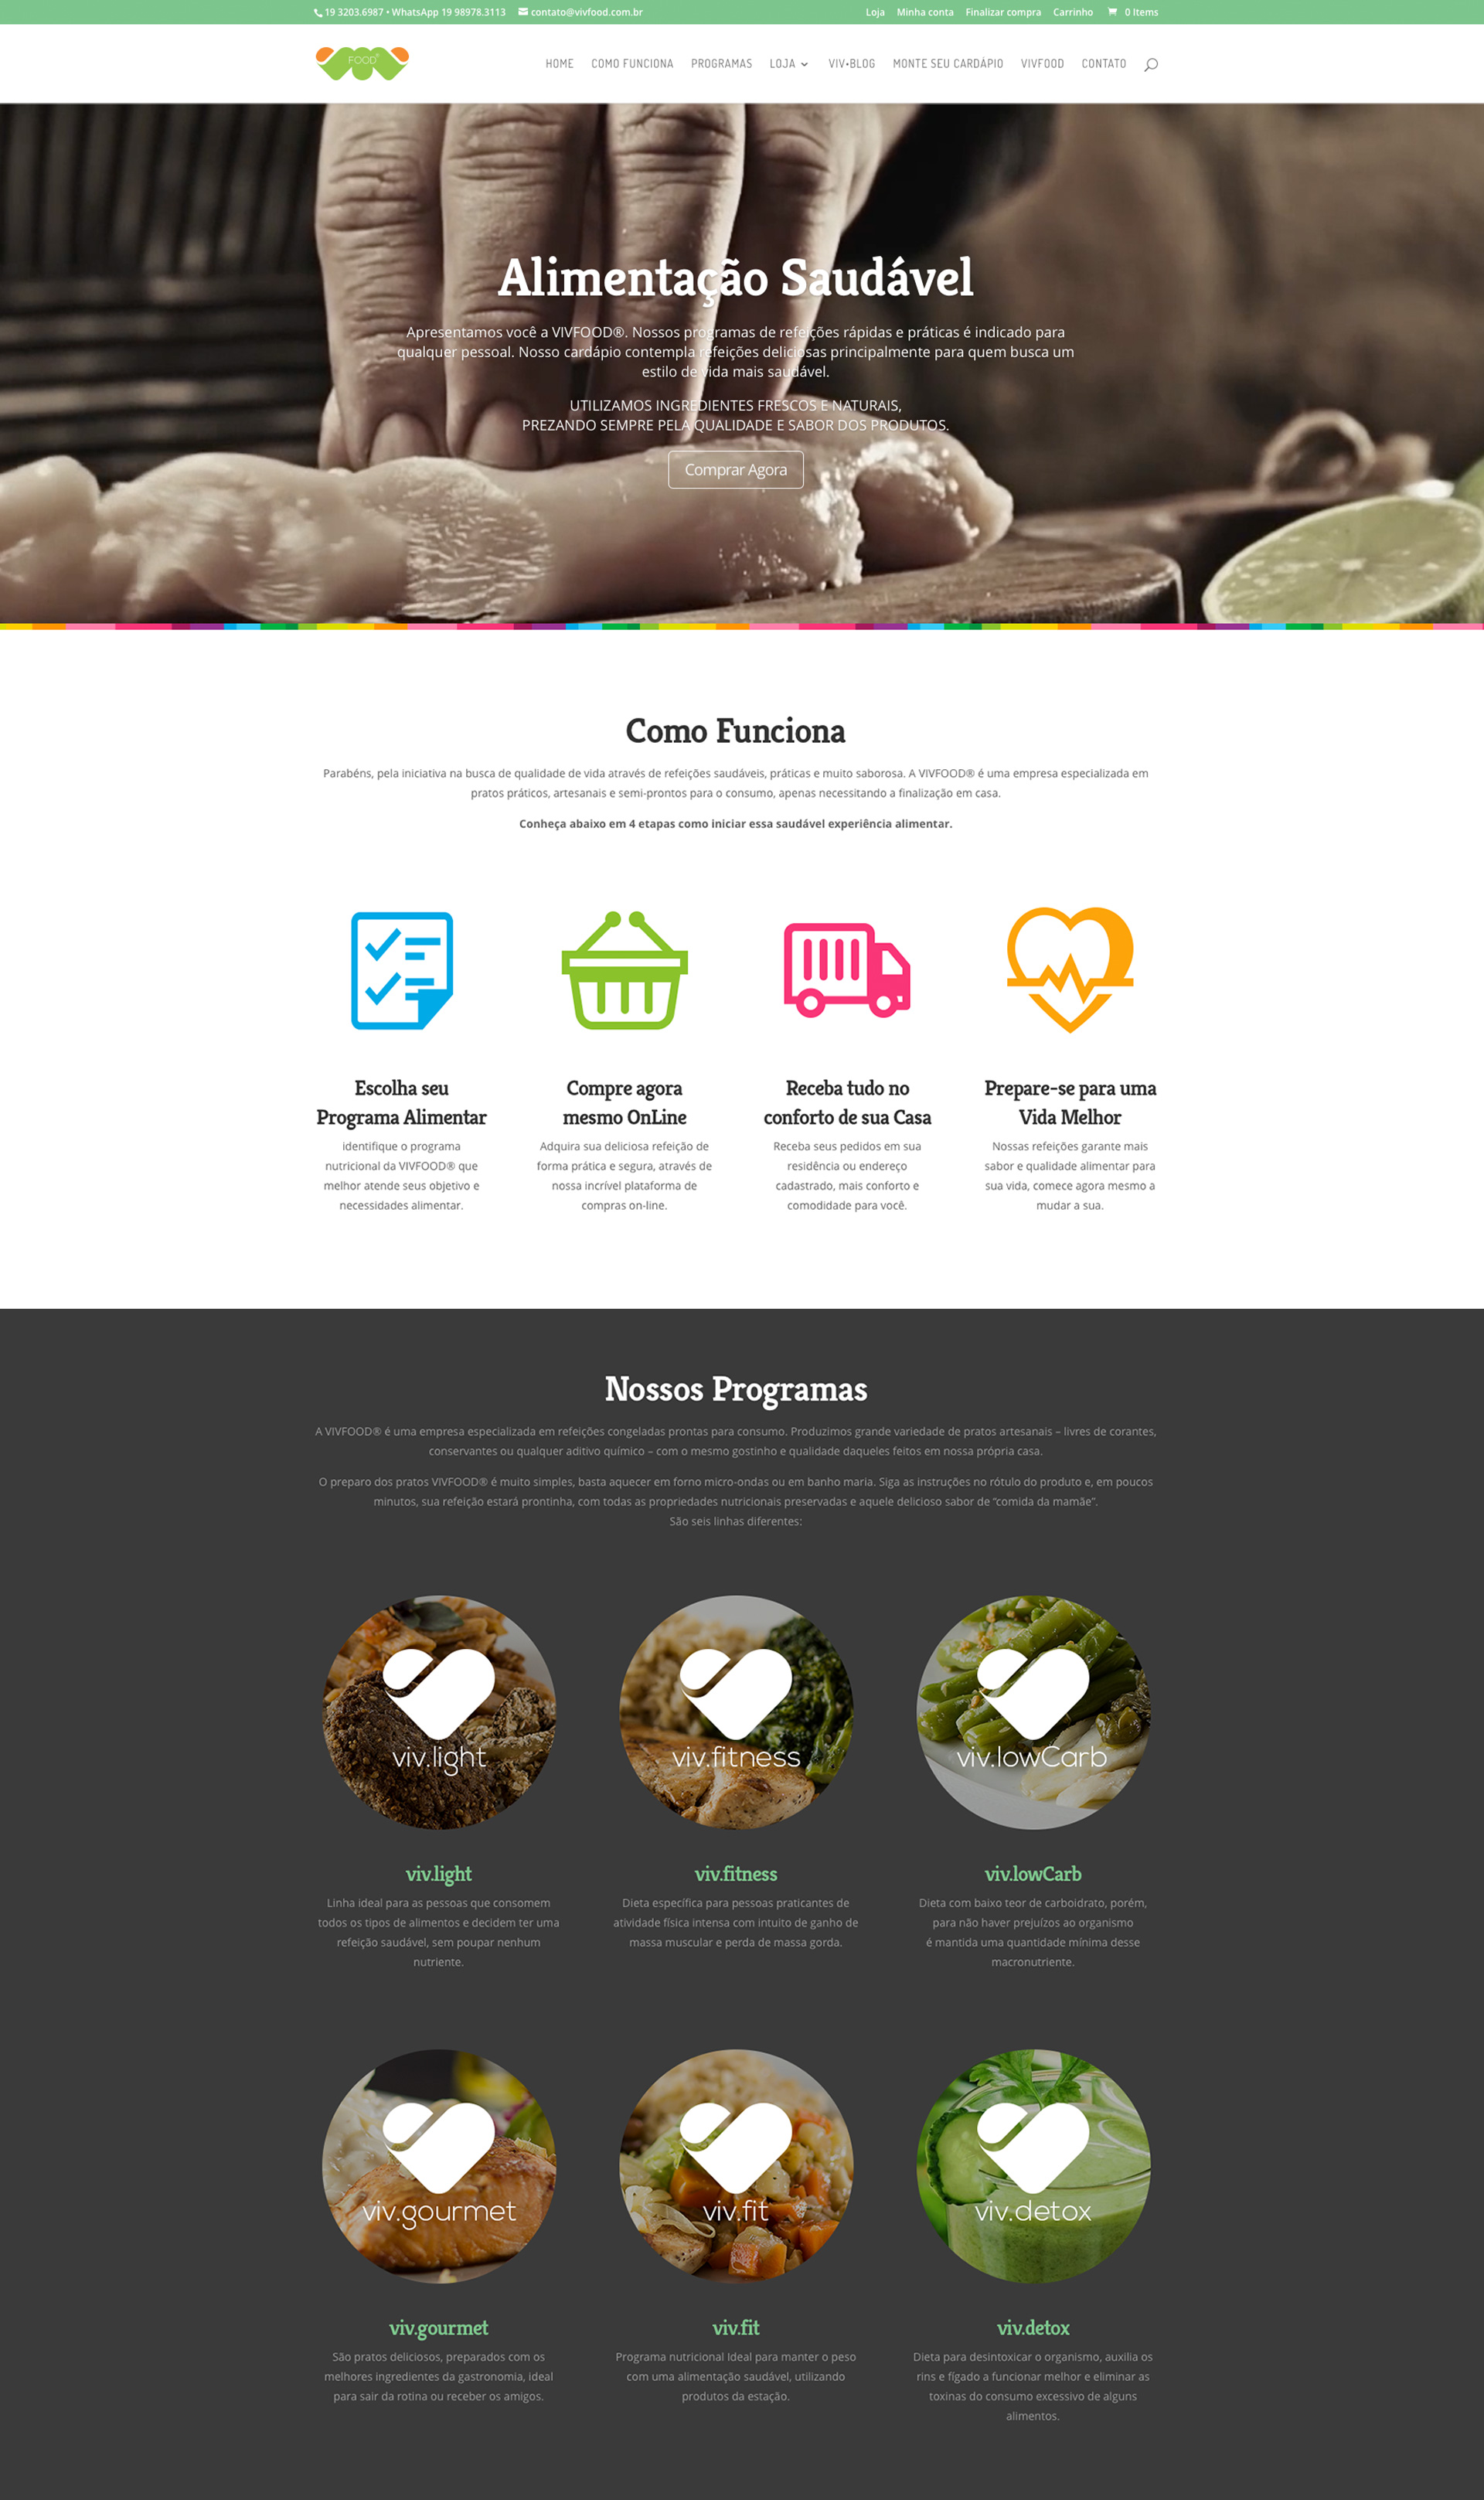 19 3203.6987 • WhatsApp 19 98978.3113 contato@vivfood.com.br Loja Minha conta Finalizar compra Carrinho 0 Items
FOOD®
HOME COMO FUNCIONA PROGRAMAS LOJA VIV•BLOG MONTE SEU CARDÁPIO VIVFOOD CONTATO
Alimentação Saudável
Apresentamos você a VIVFOOD®. Nossos programas de refeições rápidas e práticas é indicado para
qualquer pessoal. Nosso cardápio contempla refeições deliciosas principalmente para quem busca um
estilo de vida mais saudável.
UTILIZAMOS INGREDIENTES FRESCOS E NATURAIS,
PREZANDO SEMPRE PELA QUALIDADE E SABOR DOS PRODUTOS.
Comprar Agora
Como Funciona
Parabéns, pela iniciativa na busca de qualidade de vida através de refeições saudáveis, práticas e muito saborosa. A VIVFOOD® é uma empresa especializada em
pratos práticos, artesanais e semi-prontos para o consumo, apenas necessitando a finalização em casa.
Conheça abaixo em 4 etapas como iniciar essa saudável experiência alimentar.
Escolha seu
Programa Alimentar
identifique o programa
nutricional da VIVFOOD® que
melhor atende seus objetivo e
necessidades alimentar.
Compre agora
mesmo OnLine
Adquira sua deliciosa refeição de
forma prática e segura, através de
nossa incrível plataforma de
compras on-line.
Receba tudo no
conforto de sua Casa
Receba seus pedidos em sua
residência ou endereço
cadastrado, mais conforto e
comodidade para você.
Prepare-se para uma
Vida Melhor
Nossas refeições garante mais
sabor e qualidade alimentar para
sua vida, comece agora mesmo a
mudar a sua.
Nossos Programas
A VIVFOOD® é uma empresa especializada em refeições congeladas prontas para consumo. Produzimos grande variedade de pratos artesanais – livres de corantes,
conservantes ou qualquer aditivo químico – com o mesmo gostinho e qualidade daqueles feitos em nossa própria casa.
O preparo dos pratos VIVFOOD® é muito simples, basta aquecer em forno micro-ondas ou em banho maria. Siga as instruções no rótulo do produto e, em poucos
minutos, sua refeição estará prontinha, com todas as propriedades nutricionais preservadas e aquele delicioso sabor de “comida da mamãe”.
São seis linhas diferentes:
viv.light
viv.fitness
viv.lowCarb
viv.light
Linha ideal para as pessoas que consomem
todos os tipos de alimentos e decidem ter uma
refeição saudável, sem poupar nenhum
nutriente.
viv.fitness
Dieta específica para pessoas praticantes de
atividade física intensa com intuito de ganho de
massa muscular e perda de massa gorda.
viv.lowCarb
Dieta com baixo teor de carboidrato, porém,
para não haver prejuízos ao organismo
é mantida uma quantidade mínima desse
macronutriente.
viv.gourmet
viv.fit
viv.detox
viv.gourmet
São pratos deliciosos, preparados com os
melhores ingredientes da gastronomia, ideal
para sair da rotina ou receber os amigos.
viv.fit
Programa nutricional Ideal para manter o peso
com uma alimentação saudável, utilizando
produtos da estação.
viv.detox
Dieta para desintoxicar o organismo, auxilia os
rins e fígado a funcionar melhor e eliminar as
toxinas do consumo excessivo de alguns
alimentos.